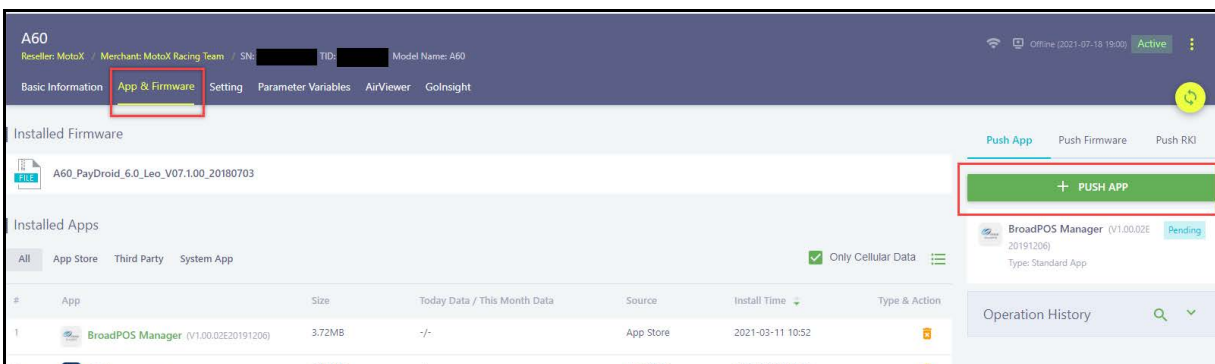 A60
Reseller: MotoX / Merchant: MotoX Racing Team / SN: TID: Model Name: A60
Offline (2021-07-18 19:00) Active
Basic Information App & Firmware Setting Parameter Variables AirViewer GoInsight
Installed Firmware
FILE A60_PayDroid_6.0_Leo_V07.1.00_20180703
Installed Apps
All App Store Third Party System App
Only Cellular Data
# App Size Today Data / This Month Data Source Install Time Type & Action
1 BroadPOS Manager (V1.00.02E20191206) 3.72MB -/- App Store 2021-03-11 10:52
Push App Push Firmware Push RKI
+ PUSH APP
BroadPOS Manager (V1.00.02E Pending
20191206)
Type: Standard App
Operation History